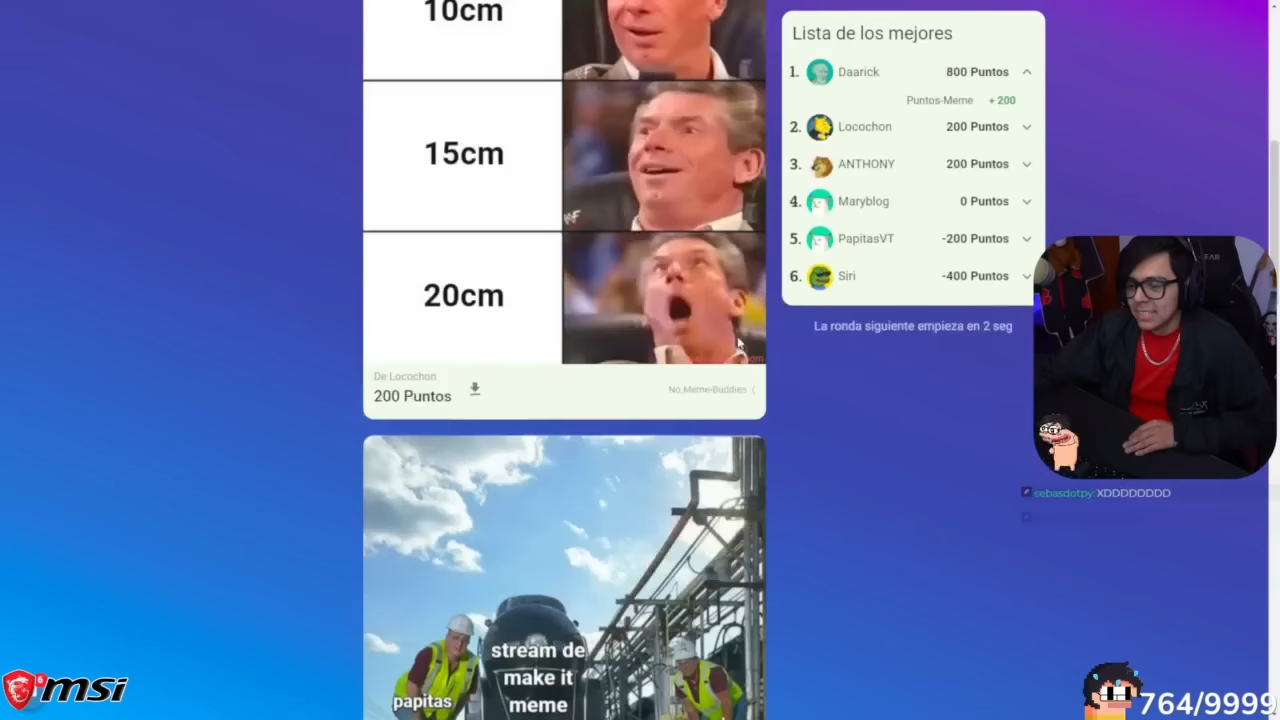 10cm
15cm
20cm
De Locochon
200 Puntos
No Meme-Buddies :(
stream de
make it
meme
papitas
Lista de los mejores
1. Daarick 800 Puntos
Puntos-Meme + 200
2. Locochon 200 Puntos
3. ANTHONY 200 Puntos
4. Maryblog 0 Puntos
5. PapitasVT -200 Puntos
6. Siri -400 Puntos
La ronda siguiente empieza en 2 seg
sebasdotpy: XDDDDDDDD
msi
764/9999